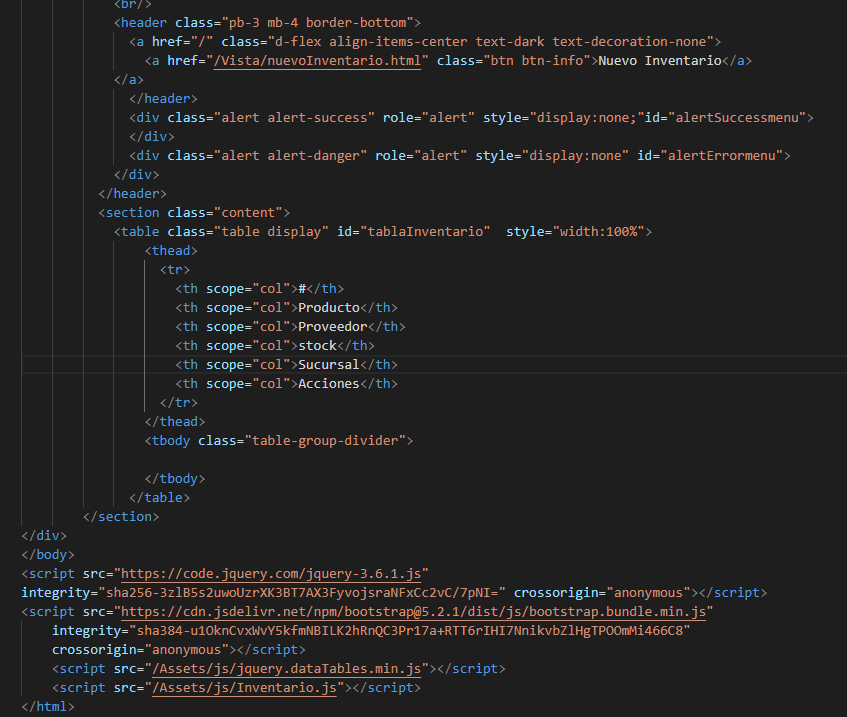 <br/>
<header class="pb-3 mb-4 border-bottom">
<a href="/" class="d-flex align-items-center text-dark text-decoration-none">
<a href="/Vista/nuevoInventario.html" class="btn btn-info">Nuevo Inventario</a>
</a>
</header>
<div class="alert alert-success" role="alert" style="display:none;"id="alertSuccessmenu">
</div>
<div class="alert alert-danger" role="alert" style="display:none" id="alertErrormenu">
</div>
</header>
<section class="content">
<table class="table display" id="tablaInventario"  style="width:100%">
<thead>
<tr>
<th scope="col">#</th>
<th scope="col">Producto</th>
<th scope="col">Proveedor</th>
<th scope="col">stock</th>
<th scope="col">Sucursal</th>
<th scope="col">Acciones</th>
</tr>
</thead>
<tbody class="table-group-divider">
</tbody>
</table>
</section>
</div>
</body>
<script src="https://code.jquery.com/jquery-3.6.1.js"
integrity="sha256-3zlB5s2uwoUzrXK3BT7AX3FyvojsraNFxCc2vC/7pNI=" crossorigin="anonymous"></script>
<script src="https://cdn.jsdelivr.net/npm/bootstrap@5.2.1/dist/js/bootstrap.bundle.min.js"
integrity="sha384-u1OknCvxWvY5kfmNBILK2hRnQC3Pr17a+RTT6rIHI7NnikvbZlHgTPOOmMi466C8"
crossorigin="anonymous"></script>
<script src="/Assets/js/jquery.dataTables.min.js"></script>
<script src="/Assets/js/Inventario.js"></script>
</html>